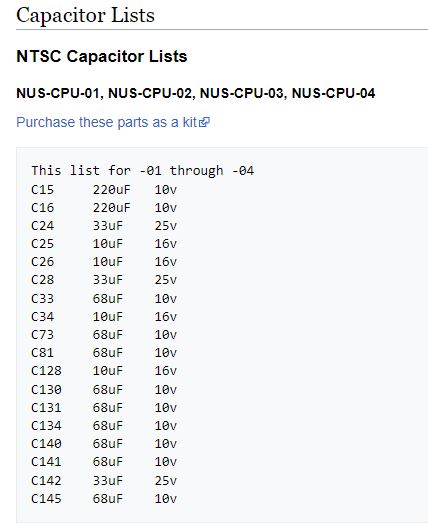 Capacitor Lists
NTSC Capacitor Lists
NUS-CPU-01, NUS-CPU-02, NUS-CPU-03, NUS-CPU-04
Purchase these parts as a kit
This list for -01 through -04
C15 220uF 10v
C16 220uF 10v
C24 33uF 25v
C25 10uF 16v
C26 10uF 16v
C28 33uF 25v
C33 68uF 10v
C34 10uF 16v
C73 68uF 10v
C81 68uF 10v
C128 10uF 16v
C130 68uF 10v
C131 68uF 10v
C134 68uF 10v
C140 68uF 10v
C141 68uF 10v
C142 33uF 25v
C145 68uF 10v